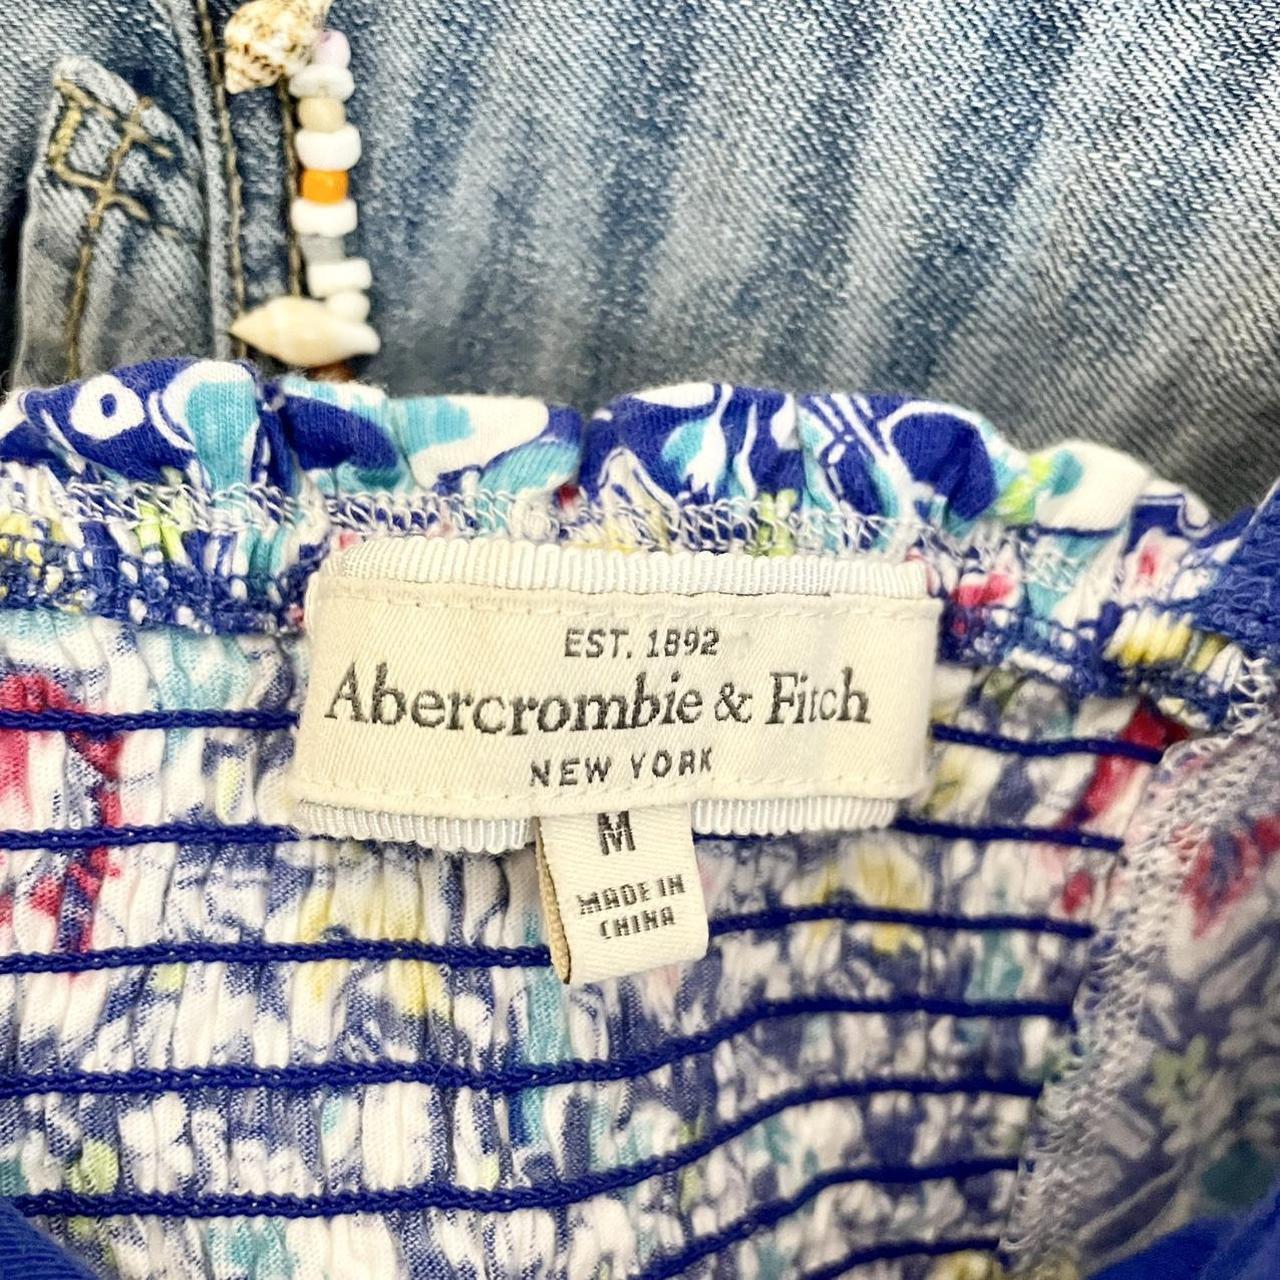 EST. 1892
Abercrombie & Fitch
NEW YORK
M
MADE IN
CHINA